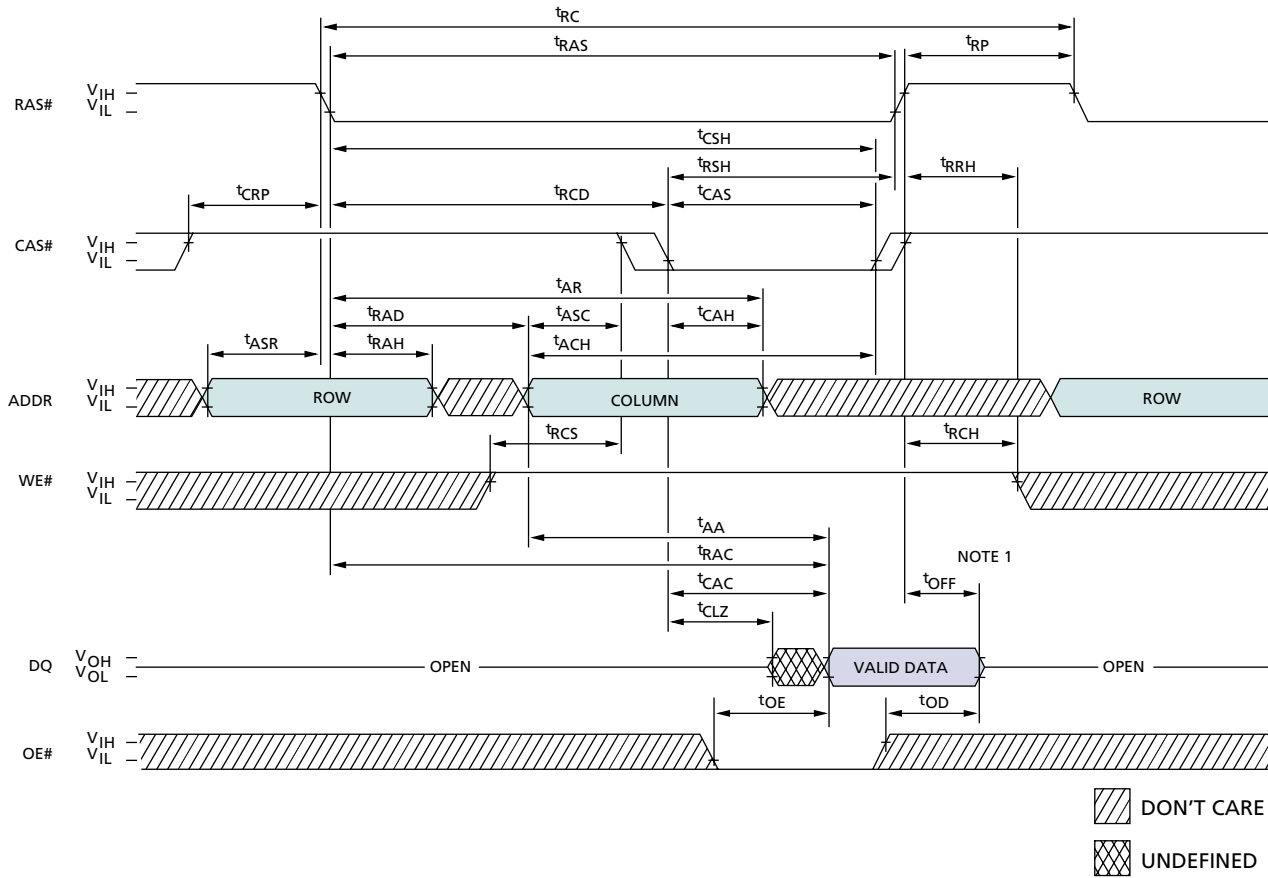 tRC
tRAS
tRP
RAS#
VIH
VIL
tCSH
tRSH
tRRH
tCRP
tRCD
tCAS
CAS#
VIH
VIL
tAR
tRAD
tASC
tCAH
tASR
tRAH
tACH
ADDR
VIH
VIL
ROW
COLUMN
ROW
tRCS
tRCH
WE#
VIH
VIL
tAA
tRAC
NOTE 1
tCAC
tOFF
tCLZ
DQ
VOH
VOL
OPEN
VALID DATA
OPEN
tOE
tOD
OE#
VIH
VIL
DON'T CARE
UNDEFINED